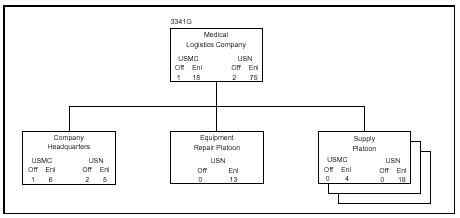 3341G
Medical
Logistics Company
USMC USN
Off Enl Off Enl
1 18 2 75
Company
Headquarters
USMC USN
Off Enl Off Enl
1 6 2 5
Equipment
Repair Platoon
USN
Off Enl
0 13
Supply
Platoon
USMC USN
Off Enl Off Enl
0 4 0 19